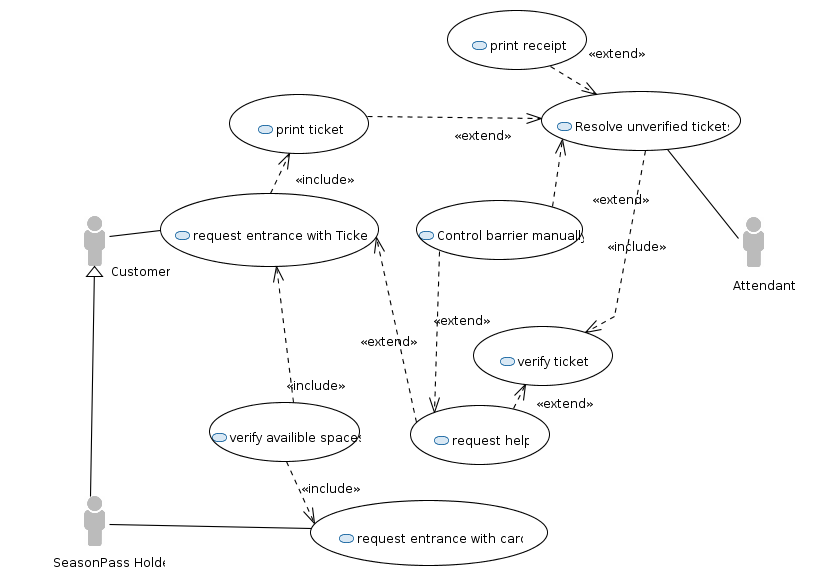 print receipt
«extend»
print ticket
Resolve unverified tickets
«extend»
«include»
«extend»
request entrance with Ticke
Control barrier manually
Customer
«include»
Attendant
«extend»
«extend»
verify ticket
«include»
«extend»
verify availible spaces
request help
«include»
request entrance with card
SeasonPass Holde